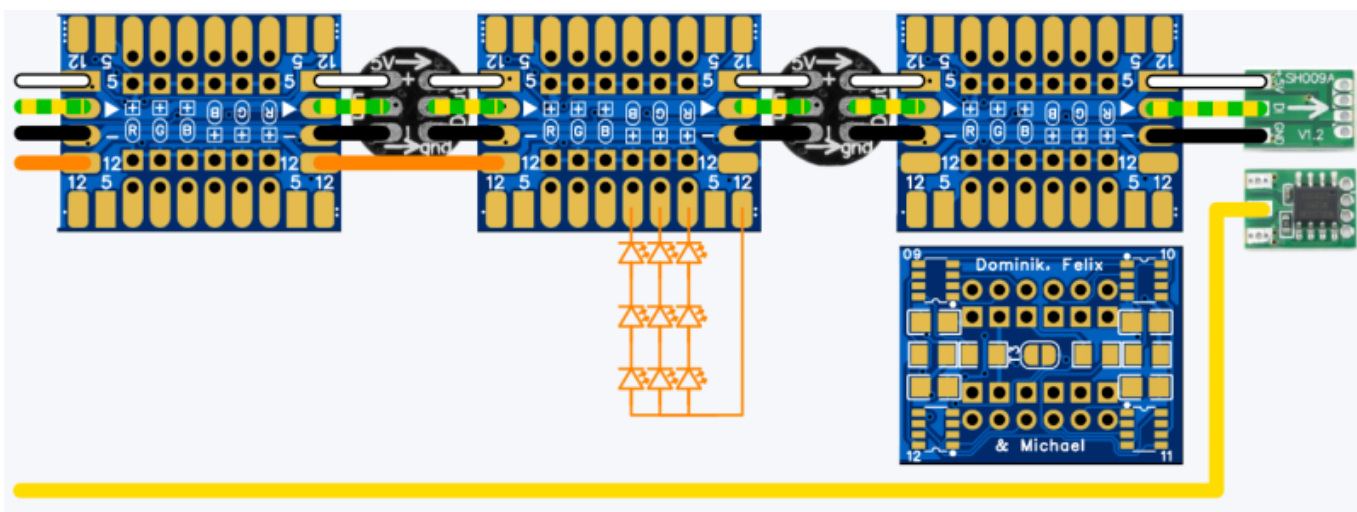 12 5 5 12
5 5
+ + + B G R
R G B + + +
− −
12 12
12 5 5 12
5V
+
gnd
12 5 5 12
5 5
+ + + B G R
R G B + + +
− −
12 12
12 5 5 12
5V
+
gnd
12 5 5 12
5 5
+ + + B G R
R G B + + +
− −
12 12
12 5 5 12
SH009A
5V
DI
GND
V1.2
09 Dominik, Felix 10
12 & Michael 11